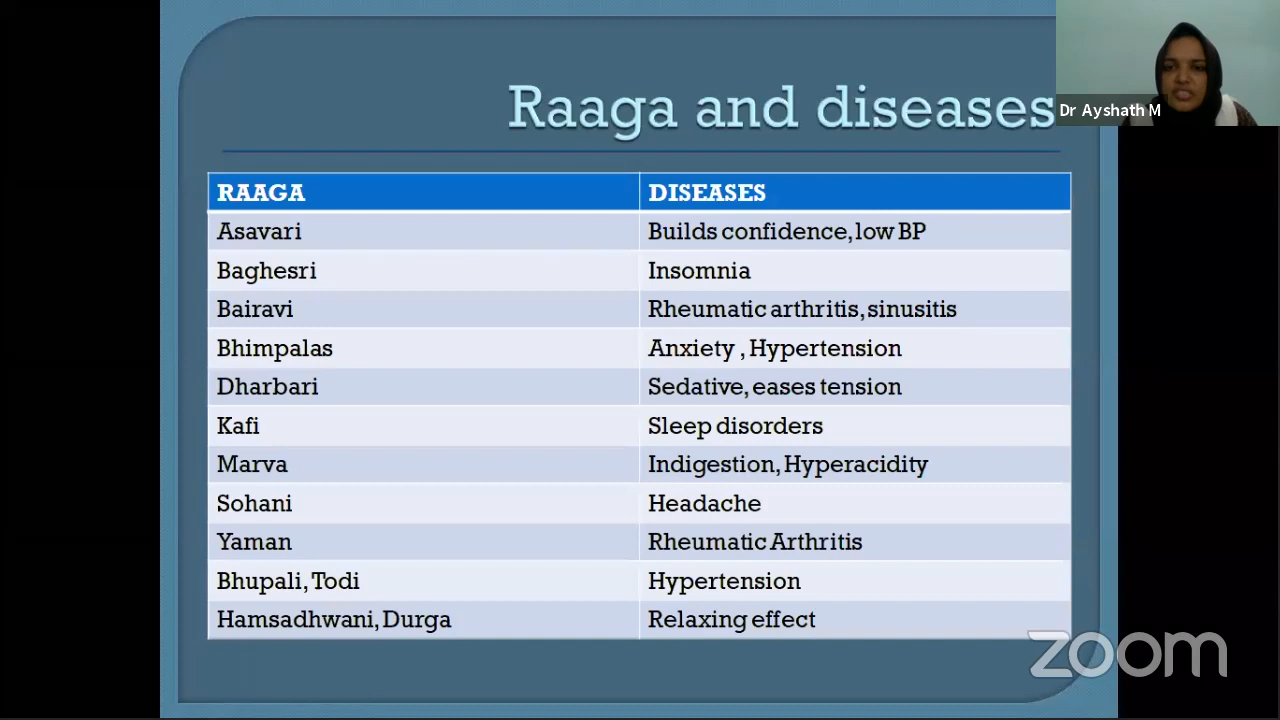 Raaga and diseases
Dr Ayshath M
RAAGA DISEASES
Asavari Builds confidence, low BP
Baghesri Insomnia
Bairavi Rheumatic arthritis, sinusitis
Bhimpalas Anxiety , Hypertension
Dharbari Sedative, eases tension
Kafi Sleep disorders
Marva Indigestion, Hyperacidity
Sohani Headache
Yaman Rheumatic Arthritis
Bhupali, Todi Hypertension
Hamsadhwani, Durga Relaxing effect
zoom